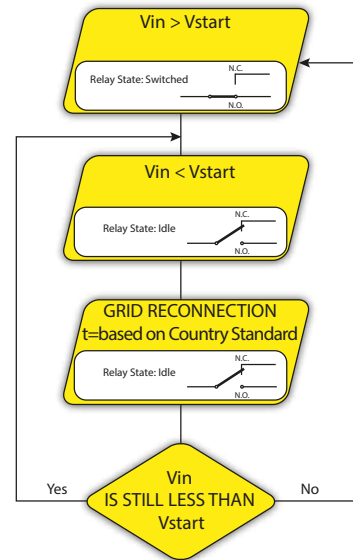 Vin > Vstart
Relay State: Switched
N.C.
N.O.
Vin < Vstart
Relay State: Idle
N.C.
N.O.
GRID RECONNECTION
t=based on Country Standard
Relay State: Idle
N.C.
N.O.
Yes
Vin
IS STILL LESS THAN
Vstart
No